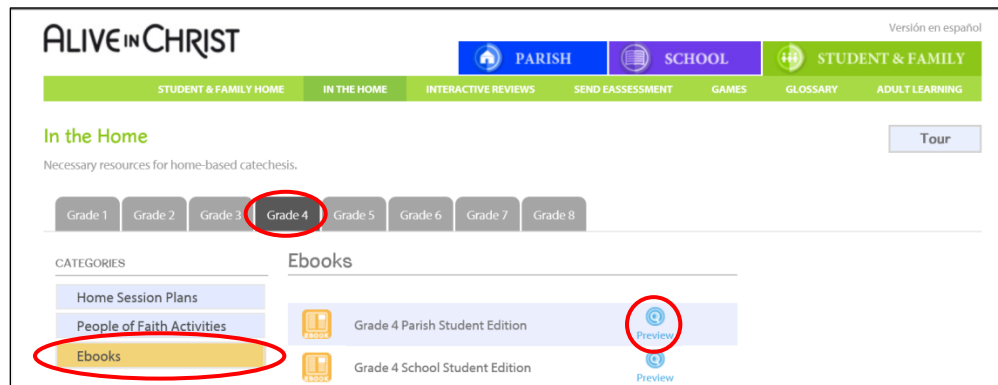 Versión en español
ALIVE IN CHRIST
PARISH SCHOOL STUDENT & FAMILY
STUDENT & FAMILY HOME IN THE HOME INTERACTIVE REVIEWS SEND EASSESSMENT GAMES GLOSSARY ADULT LEARNING
In the Home Tour
Necessary resources for home-based catechesis.
Grade 1 Grade 2 Grade 3 Grade 4 Grade 5 Grade 6 Grade 7 Grade 8
CATEGORIES
Home Session Plans
People of Faith Activities
Ebooks
Ebooks
EBOOK Grade 4 Parish Student Edition Preview
EBOOK Grade 4 School Student Edition Preview